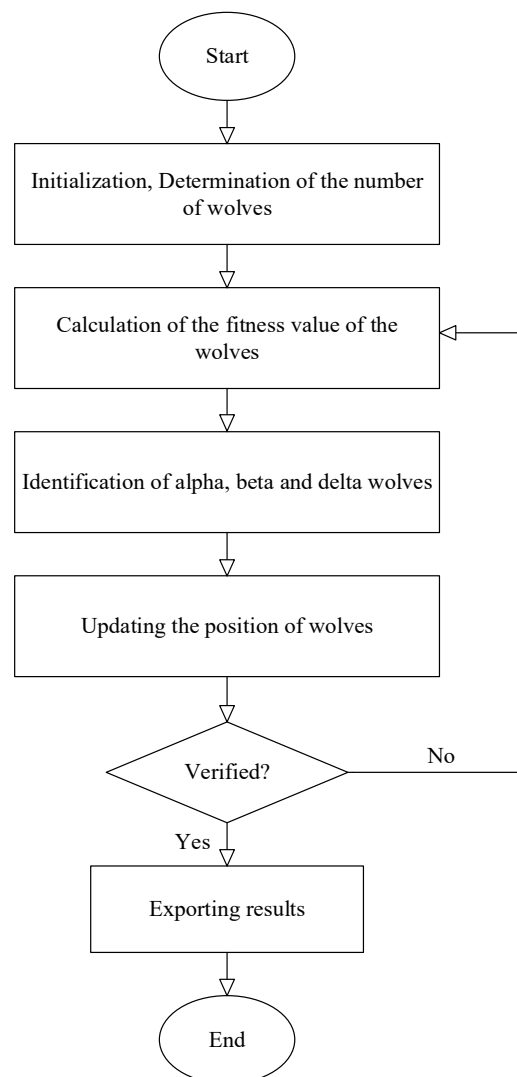 Start
Initialization, Determination of the number
of wolves
Calculation of the fitness value of the
wolves
Identification of alpha, beta and delta wolves
Updating the position of wolves
Verified?
No
Yes
Exporting results
End